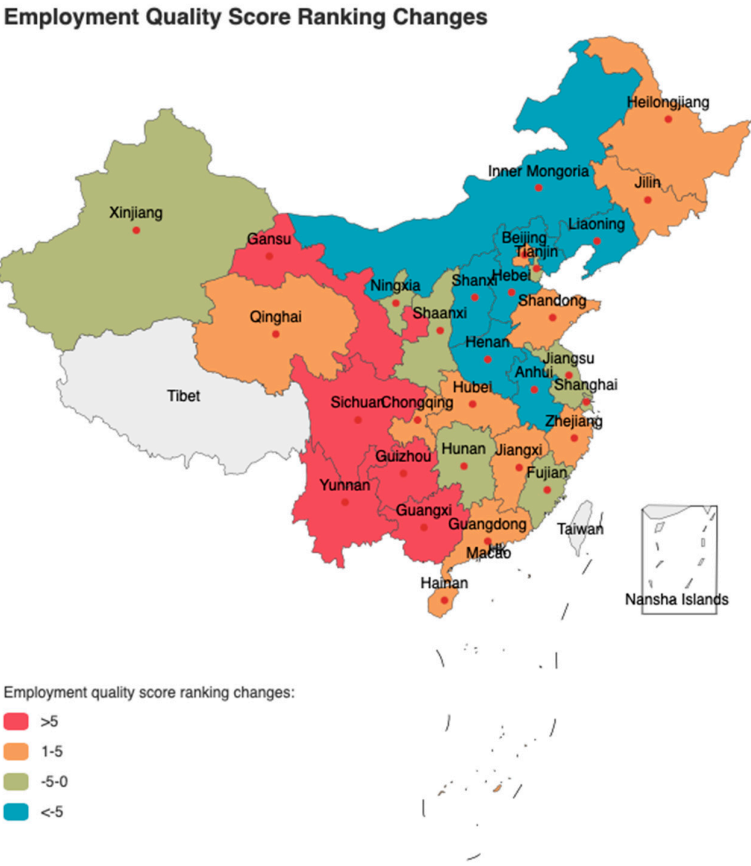 Employment Quality Score Ranking Changes
Heilongjiang
Inner Mongoria
Jilin
Xinjiang
Liaoning
Gansu
Beijing
Tianjin
Ningxia
Shanxi
Hebei
Shandong
Qinghai
Shaanxi
Henan
Jiangsu
Anhui
Shanghai
Tibet
Hubei
Sichuan
Chongqing
Zhejiang
Guizhou
Hunan
Jiangxi
Fujian
Yunnan
Guangxi
Guangdong
Taiwan
Macao
Hainan
Nansha Islands
Employment quality score ranking changes:
>5
1-5
-5-0
<-5